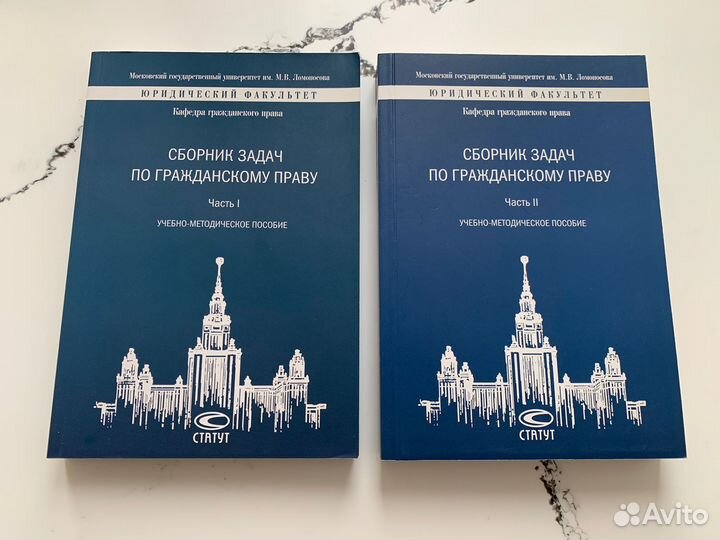 Московский государственный университет им. М.В. Ломоносова
ЮРИДИЧЕСКИЙ ФАКУЛЬТЕТ
Кафедра гражданского права
СБОРНИК ЗАДАЧ
ПО ГРАЖДАНСКОМУ ПРАВУ
Часть I
УЧЕБНО-МЕТОДИЧЕСКОЕ ПОСОБИЕ
СТАТУТ
Московский государственный университет им. М.В. Ломоносова
ЮРИДИЧЕСКИЙ ФАКУЛЬТЕТ
Кафедра гражданского права
СБОРНИК ЗАДАЧ
ПО ГРАЖДАНСКОМУ ПРАВУ
Часть II
УЧЕБНО-МЕТОДИЧЕСКОЕ ПОСОБИЕ
СТАТУТ
Avito